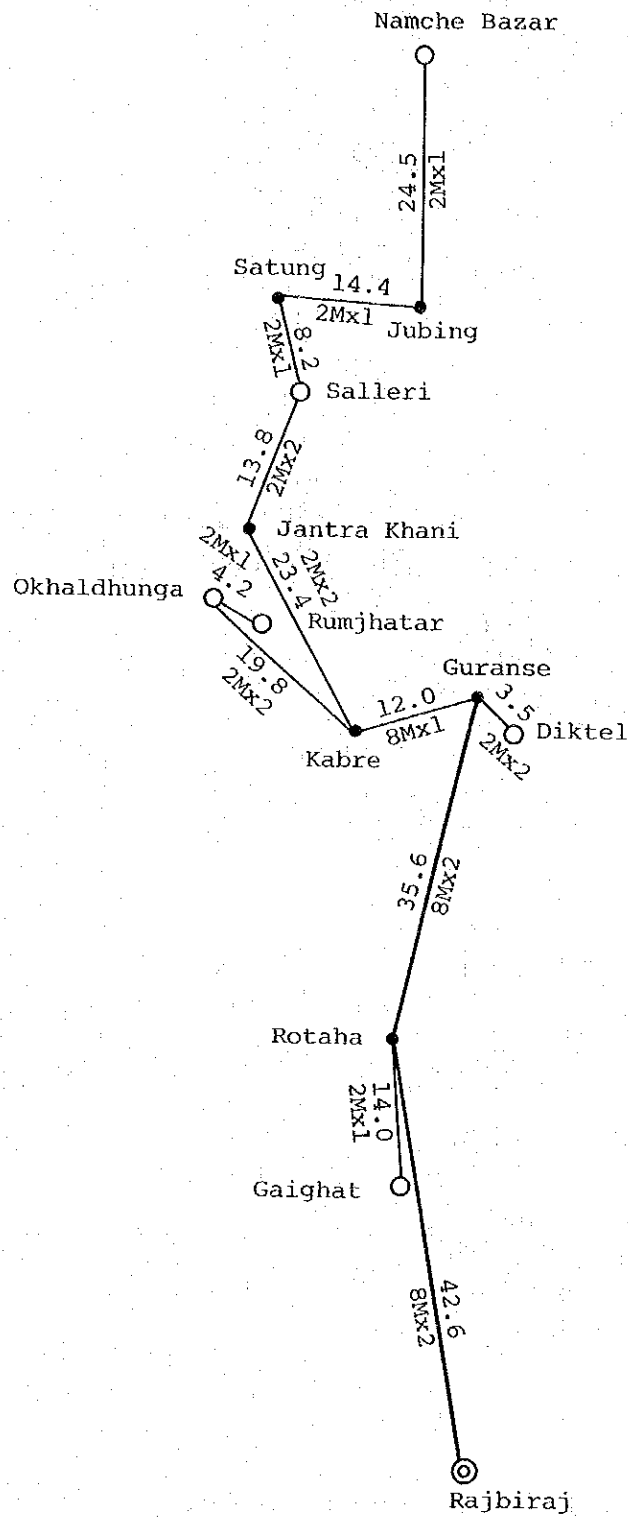 Namche Bazar
24.5
2Mx1
Satung
14.4
2Mx1
Jubing
8.2
2Mx1
Salleri
13.8
2Mx2
Jantra Khani
2Mx1
2Mx2
23.4
Okhaldhunga
4.2
Rumjhatar
19.8
2Mx2
Guranse
12.0
8Mx1
3.5
2Mx2
Diktel
Kabre
35.6
8Mx2
Rotaha
14.0
2Mx1
Gaighat
42.6
8Mx2
Rajbiraj